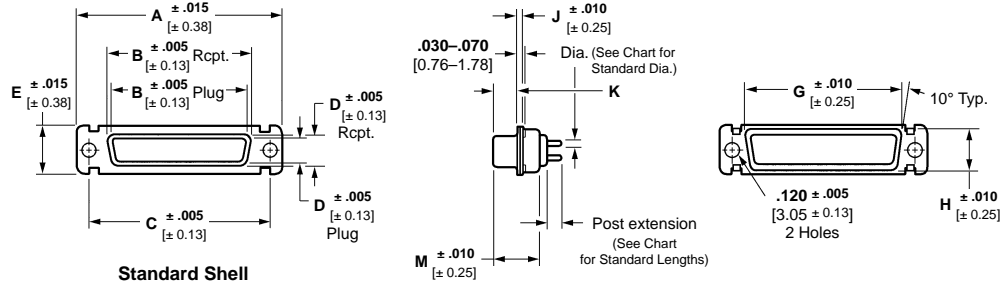 A ± .015
[± 0.38]
B ± .005 Rcpt.
[± 0.13]
B ± .005 Plug
[± 0.13]
E ± .015
[± 0.38]
D ± .005
[± 0.13]
Rcpt.
D ± .005
[± 0.13]
Plug
C ± .005
[± 0.13]
Standard Shell
J ± .010
[± 0.25]
.030–.070
[0.76–1.78]
Dia. (See Chart for
Standard Dia.)
K
Post extension
(See Chart
for Standard Lengths)
M ± .010
[± 0.25]
G ± .010
[± 0.25]
10° Typ.
.120 ± .005
[3.05 ± 0.13]
2 Holes
H ± .010
[± 0.25]